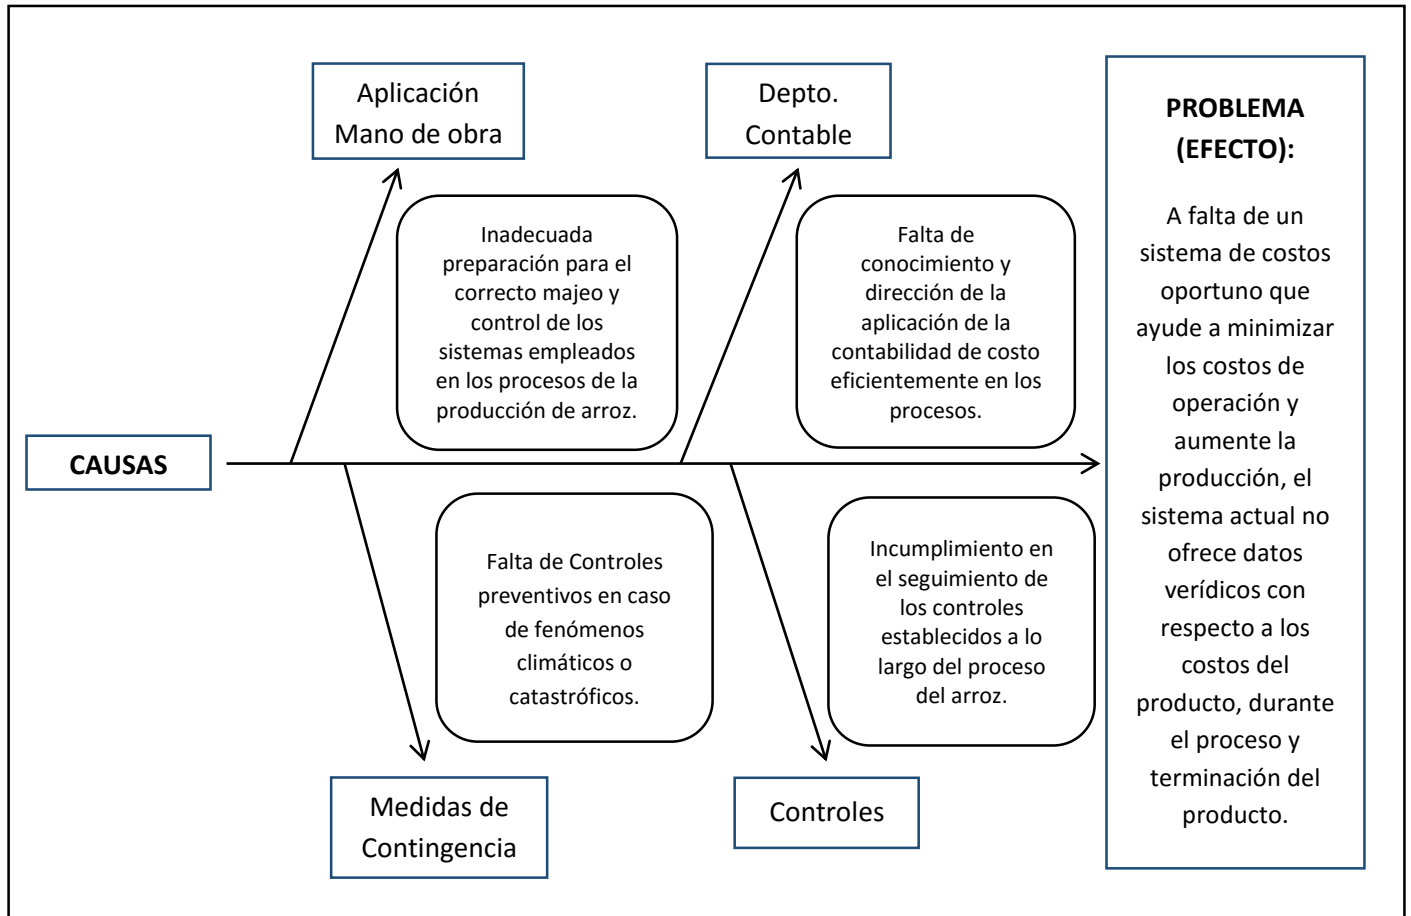 Aplicación
Mano de obra
Depto.
Contable
PROBLEMA
(EFECTO):
A falta de un
sistema de costos
oportuno que
ayude a minimizar
los costos de
operación y
aumente la
producción, el
sistema actual no
ofrece datos
verídicos con
respecto a los
costos del
producto, durante
el proceso y
terminación del
producto.
Inadecuada
preparación para el
correcto majeo y
control de los
sistemas empleados
en los procesos de la
producción de arroz.
Falta de
conocimiento y
dirección de la
aplicación de la
contabilidad de costo
eficientemente en los
procesos.
CAUSAS
Falta de Controles
preventivos en caso
de fenómenos
climáticos o
catastróficos.
Incumplimiento en
el seguimiento de
los controles
establecidos a lo
largo del proceso
del arroz.
Medidas de
Contingencia
Controles